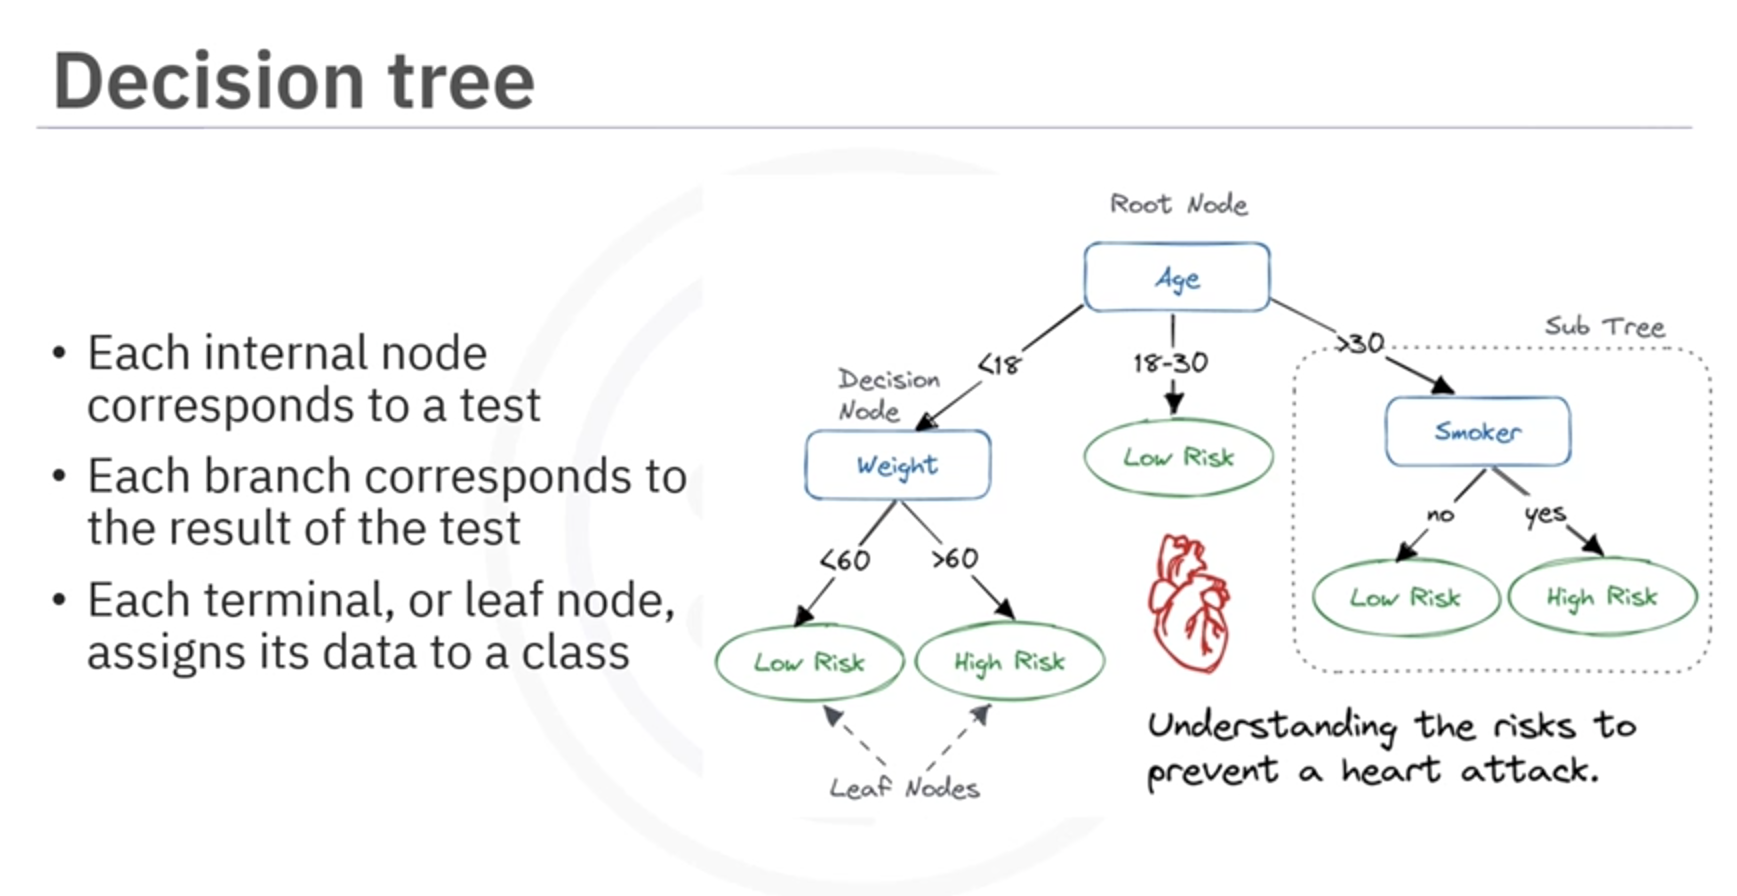 Decision tree
• Each internal node
corresponds to a test
• Each branch corresponds to
the result of the test
• Each terminal, or leaf node,
assigns its data to a class
Root Node
Age
<18
18-30
>30
Sub Tree
Decision
Node
Weight
Low Risk
Smoker
<60
>60
no
yes
Low Risk
High Risk
Low Risk
High Risk
Leaf Nodes
Understanding the risks to
prevent a heart attack.